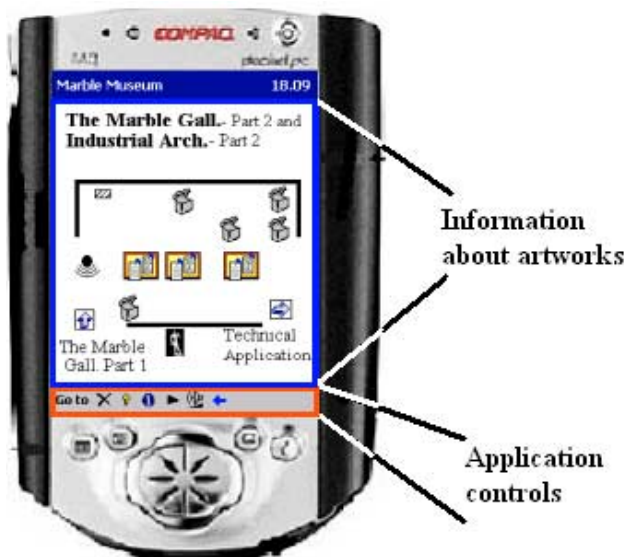 COMPAQ
pocket pc
Marble Museum 18.09
The Marble Gall.- Part 2 and
Industrial Arch.- Part 2
The Marble
Gall. Part 1
Technical
Application
Go to
Information
about artworks
Application
controls